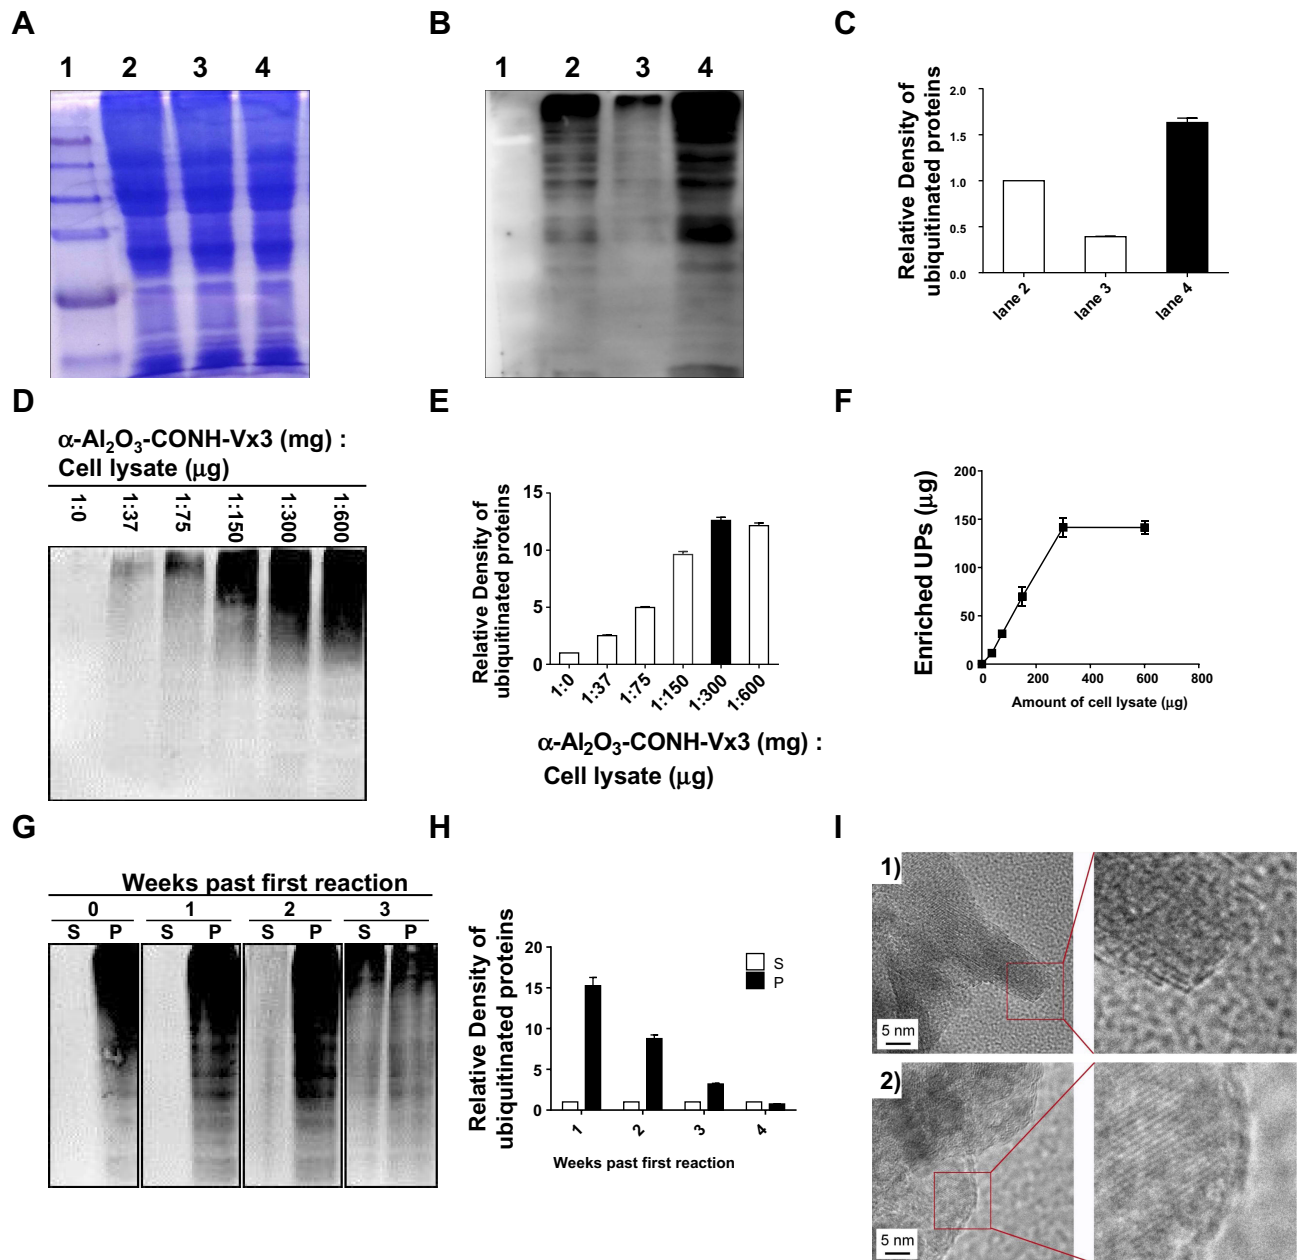 A
1 2 3 4
B
1 2 3 4
C
Relative Density of
ubiquitinated proteins
2.0
1.5
1.0
0.5
0.0
lane 2
lane 3
lane 4
D
α-Al2O3-CONH-Vx3 (mg) :
Cell lysate (μg)
1:0
1:37
1:75
1:150
1:300
1:600
E
Relative Density of
ubiquitinated proteins
15
10
5
0
1:0
1:37
1:75
1:150
1:300
1:600
α-Al2O3-CONH-Vx3 (mg) :
Cell lysate (μg)
F
Enriched UPs (μg)
200
150
100
50
0
0 200 400 600 800
Amount of cell lysate (μg)
G
Weeks past first reaction
0 1 2 3
S P S P S P S P
H
Relative Density of
ubiquitinated proteins
20
15
10
5
0
S
P
1
2
3
4
Weeks past first reaction
I
1)
5 nm
2)
5 nm